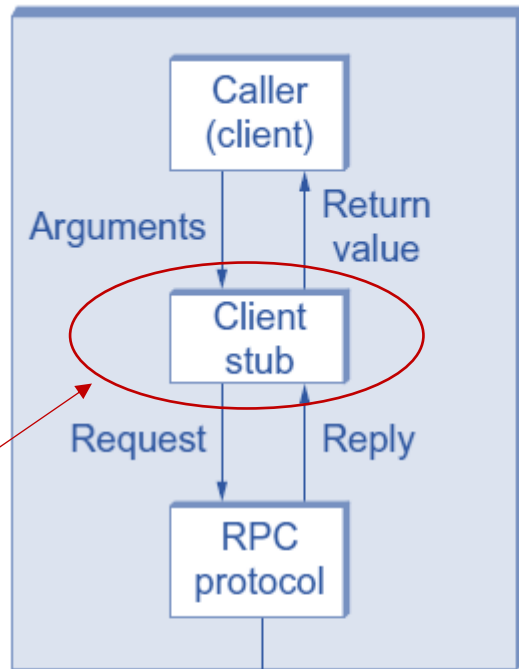 Caller
(client)
Arguments
Return
value
Client
stub
Request
Reply
RPC
protocol